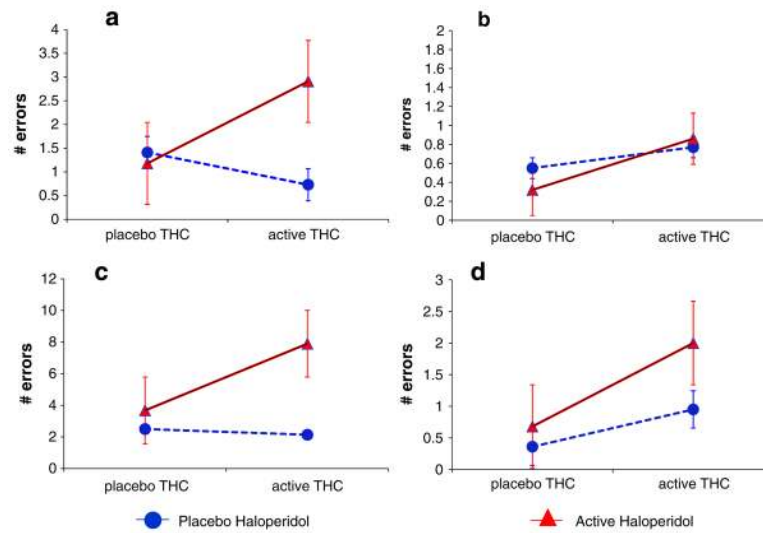 a
4
3.5
3
2.5
2
1.5
1
0.5
0
# errors
placebo THC active THC
b
2
1.8
1.6
1.4
1.2
1
0.8
0.6
0.4
0.2
0
# errors
placebo THC active THC
c
12
10
8
6
4
2
0
# errors
placebo THC active THC
d
3
2.5
2
1.5
1
0.5
0
# errors
placebo THC active THC
Placebo Haloperidol
Active Haloperidol